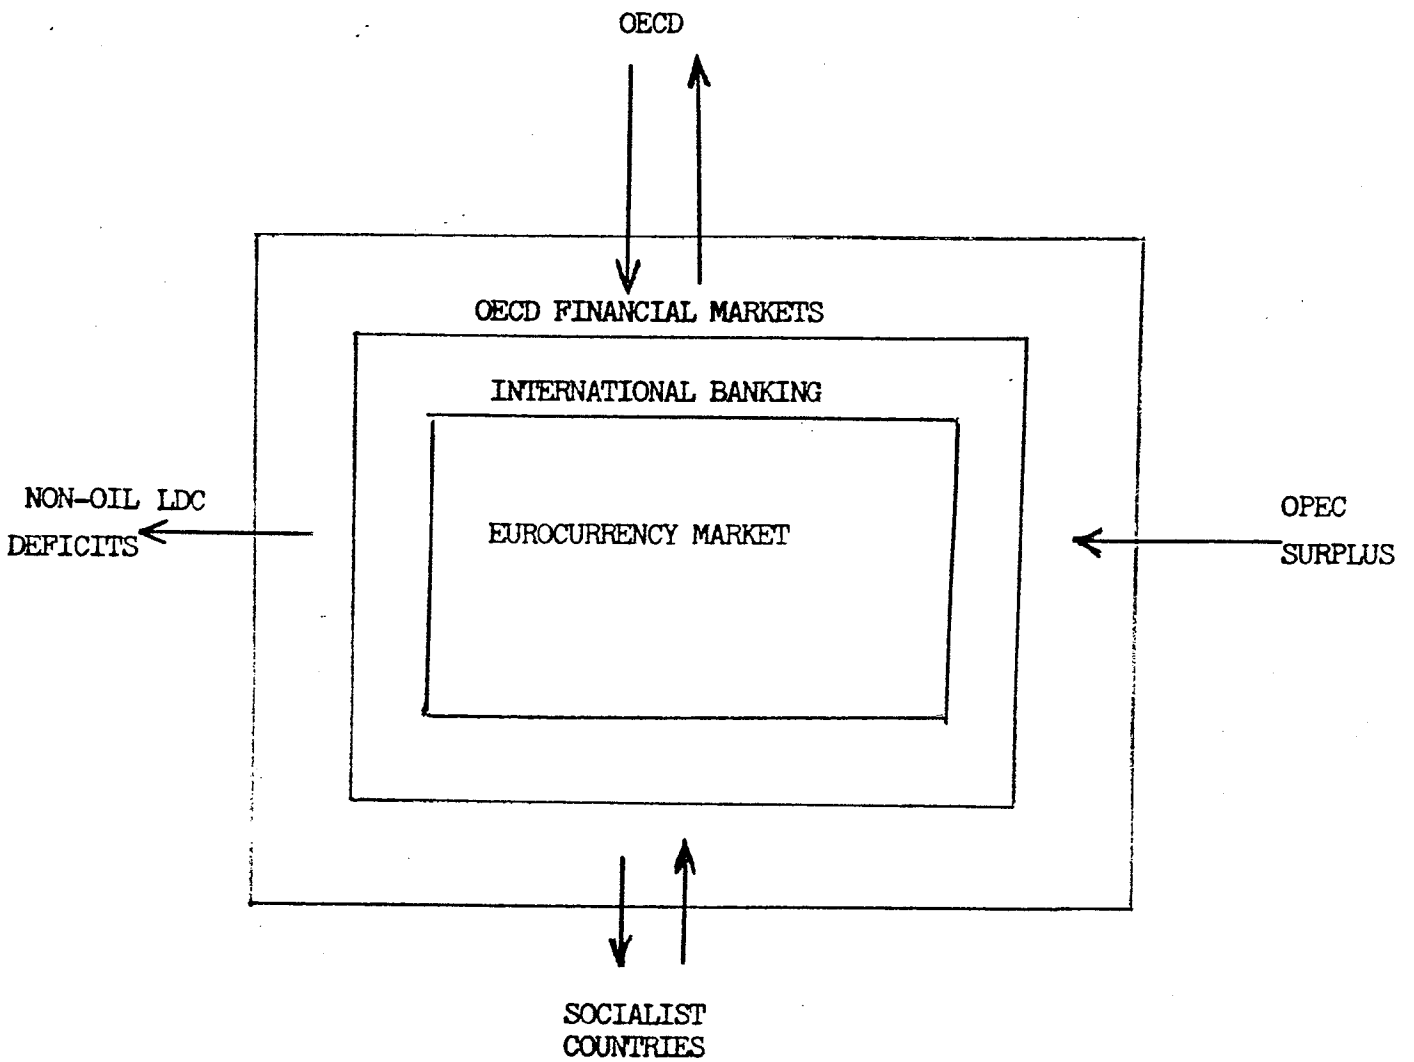 OECD
OECD FINANCIAL MARKETS
INTERNATIONAL BANKING
NON-OIL LDC
DEFICITS
EUROCURRENCY MARKET
OPEC
SURPLUS
SOCIALIST
COUNTRIES